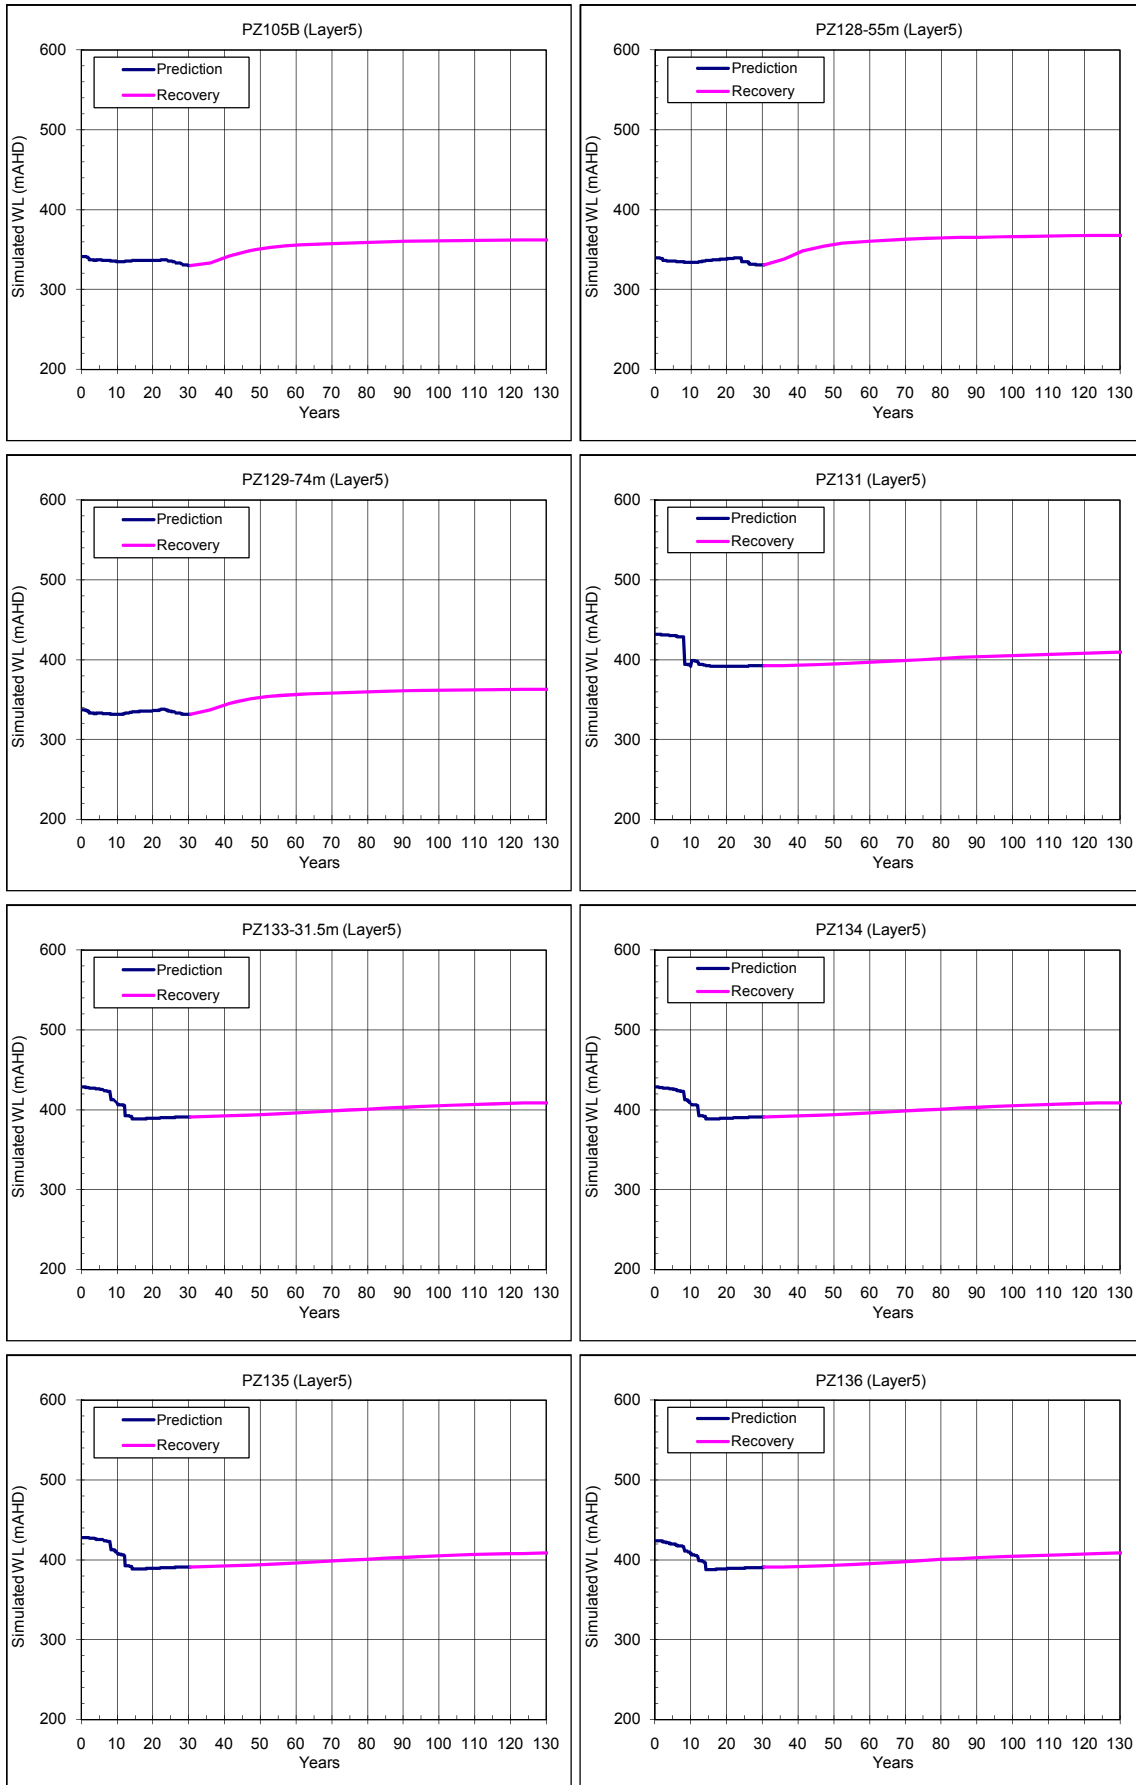 PZ105B (Layer5)
600
500
400
300
200
Simulated WL (mAHD)
Prediction
Recovery
0 10 20 30 40 50 60 70 80 90 100 110 120 130
Years
PZ128-55m (Layer5)
600
500
400
300
200
Simulated WL (mAHD)
Prediction
Recovery
0 10 20 30 40 50 60 70 80 90 100 110 120 130
Years
PZ129-74m (Layer5)
600
500
400
300
200
Simulated WL (mAHD)
Prediction
Recovery
0 10 20 30 40 50 60 70 80 90 100 110 120 130
Years
PZ131 (Layer5)
600
500
400
300
200
Simulated WL (mAHD)
Prediction
Recovery
0 10 20 30 40 50 60 70 80 90 100 110 120 130
Years
PZ133-31.5m (Layer5)
600
500
400
300
200
Simulated WL (mAHD)
Prediction
Recovery
0 10 20 30 40 50 60 70 80 90 100 110 120 130
Years
PZ134 (Layer5)
600
500
400
300
200
Simulated WL (mAHD)
Prediction
Recovery
0 10 20 30 40 50 60 70 80 90 100 110 120 130
Years
PZ135 (Layer5)
600
500
400
300
200
Simulated WL (mAHD)
Prediction
Recovery
0 10 20 30 40 50 60 70 80 90 100 110 120 130
Years
PZ136 (Layer5)
600
500
400
300
200
Simulated WL (mAHD)
Prediction
Recovery
0 10 20 30 40 50 60 70 80 90 100 110 120 130
Years